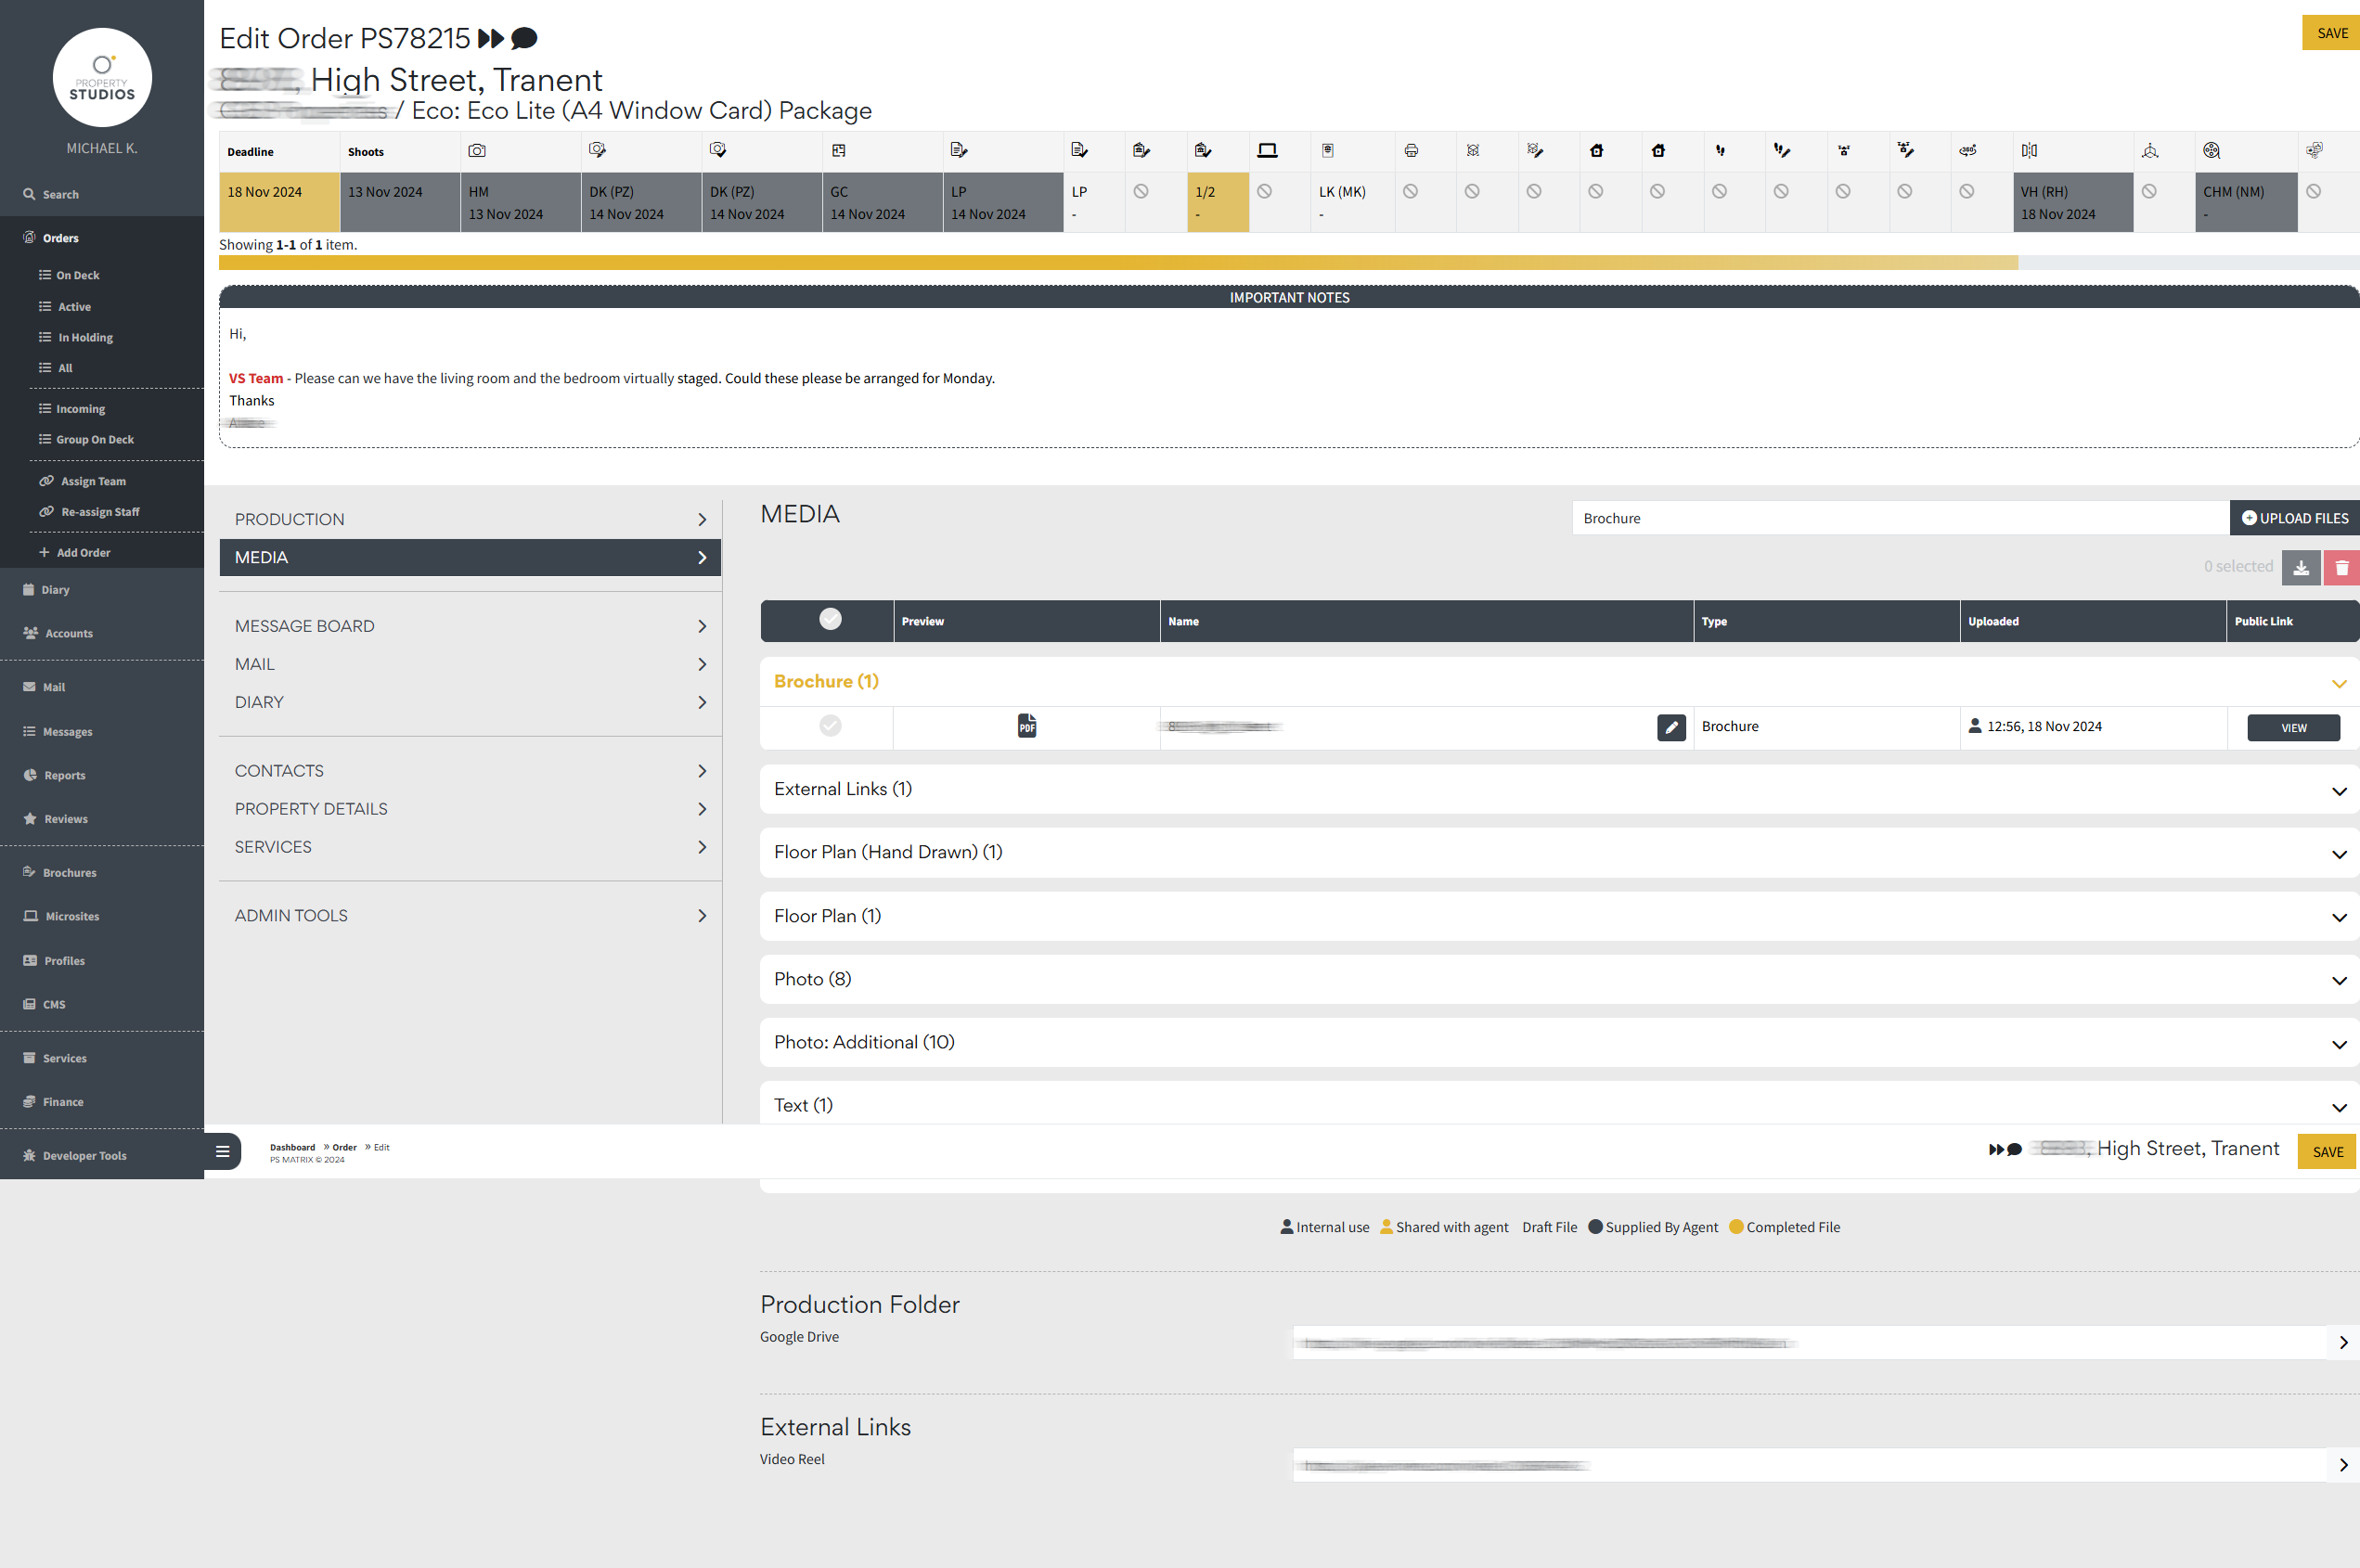 PROPERTY
STUDIOS
MICHAEL K.
Search
Orders
On Deck
Active
In Holding
All
Incoming
Group On Deck
Assign Team
Re-assign Staff
+ Add Order
Diary
Accounts
Mail
Messages
Reports
Reviews
Brochures
Microsites
Profiles
CMS
Services
Finance
Developer Tools
Edit Order PS78215
SAVE
High Street, Tranent
/ Eco: Eco Lite (A4 Window Card) Package
Deadline Shoots
18 Nov 2024 13 Nov 2024 HM DK (PZ) DK (PZ) GC LP LP 1/2 LK (MK) VH (RH) CHM (NM)
13 Nov 2024 14 Nov 2024 14 Nov 2024 14 Nov 2024 14 Nov 2024 - - - 18 Nov 2024 -
Showing 1-1 of 1 item.
IMPORTANT NOTES
Hi,
VS Team - Please can we have the living room and the bedroom virtually staged. Could these please be arranged for Monday.
Thanks
PRODUCTION
MEDIA
MESSAGE BOARD
MAIL
DIARY
CONTACTS
PROPERTY DETAILS
SERVICES
ADMIN TOOLS
MEDIA
Brochure
UPLOAD FILES
0 selected
Preview Name Type Uploaded Public Link
Brochure (1)
PDF Brochure 12:56, 18 Nov 2024 VIEW
External Links (1)
Floor Plan (Hand Drawn) (1)
Floor Plan (1)
Photo (8)
Photo: Additional (10)
Text (1)
Dashboard » Order » Edit
PS MATRIX © 2024
High Street, Tranent
SAVE
Internal use Shared with agent Draft File Supplied By Agent Completed File
Production Folder
Google Drive
External Links
Video Reel